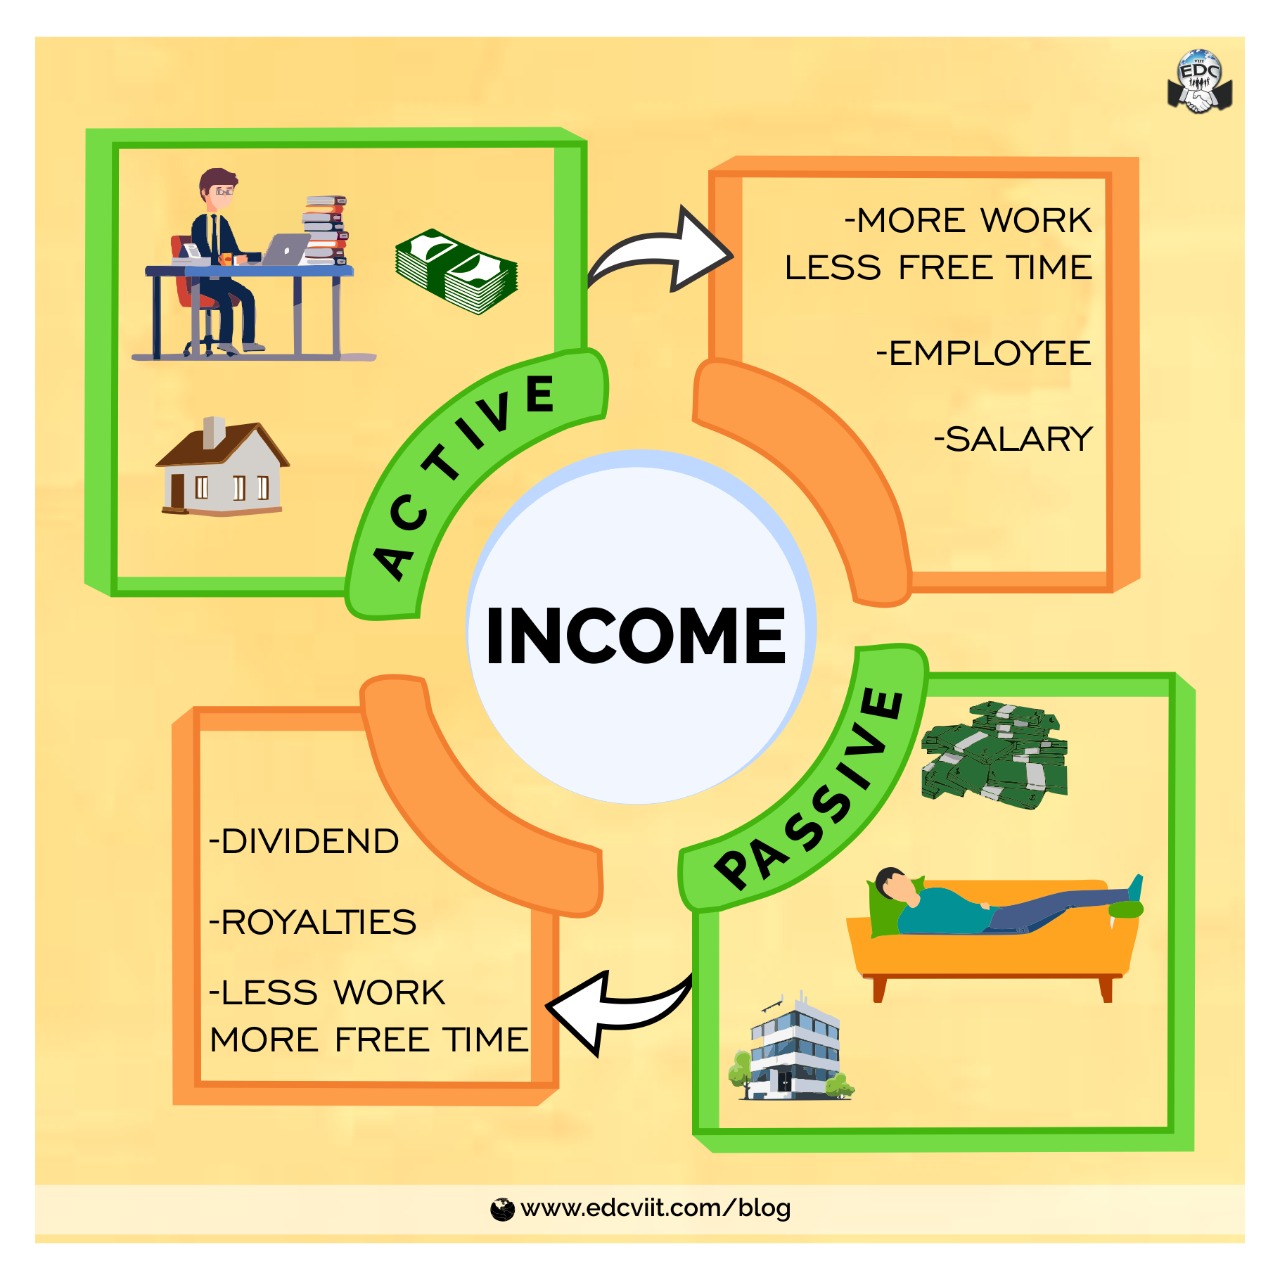 EDC
ACTIVE
-MORE WORK
LESS FREE TIME
-EMPLOYEE
-SALARY
INCOME
PASSIVE
-DIVIDEND
-ROYALTIES
-LESS WORK
MORE FREE TIME
www.edcviit.com/blog